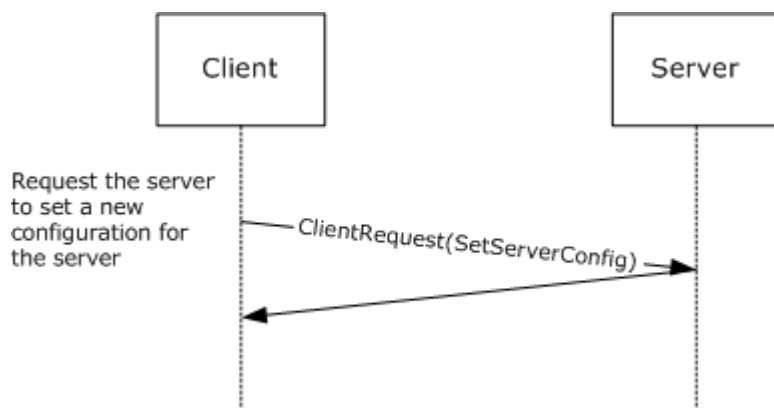 Client
Server
Request the server
to set a new
configuration for
the server
ClientRequest(SetServerConfig)